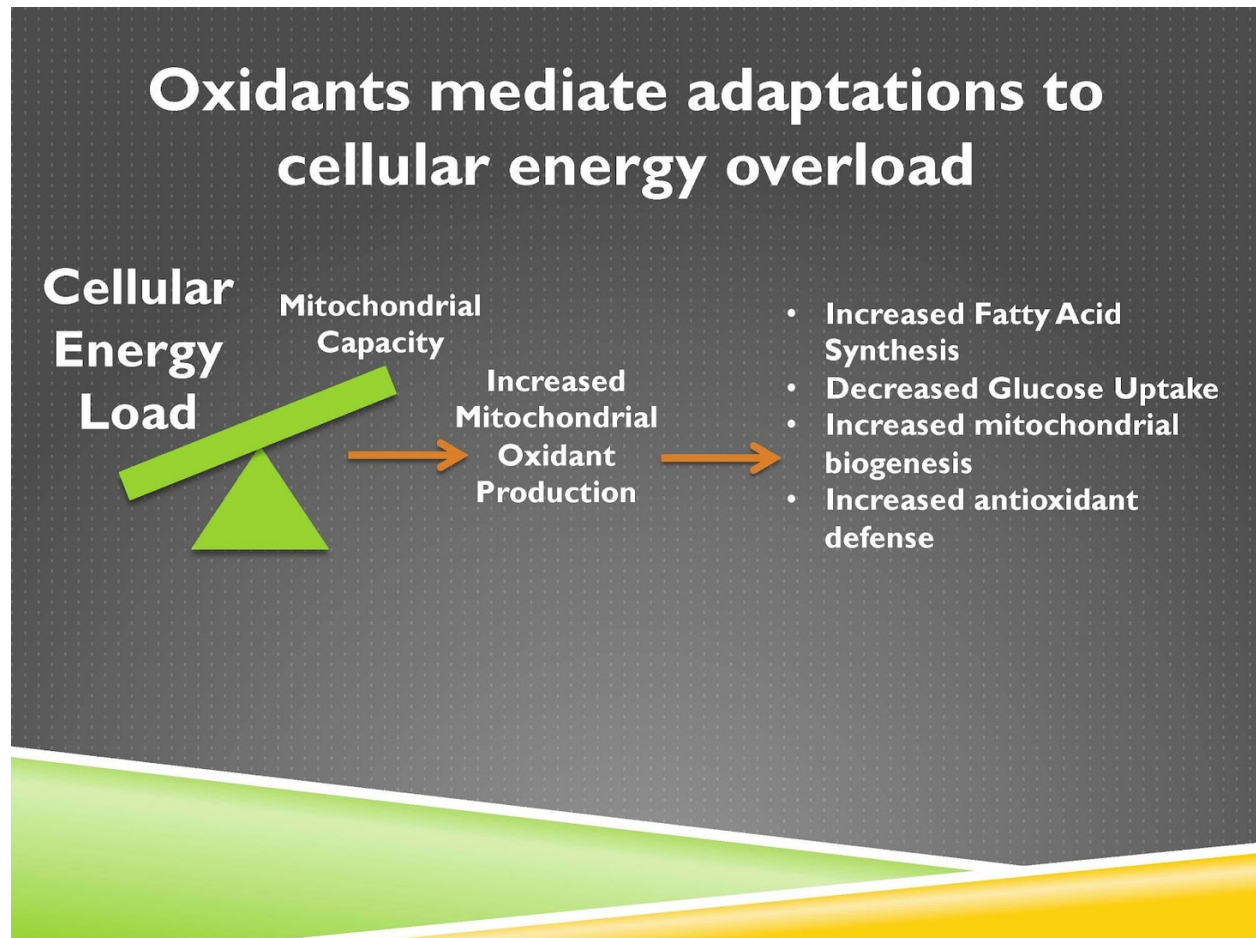 Oxidants mediate adaptations to
cellular energy overload
Cellular
Energy
Load
Mitochondrial
Capacity
Increased
Mitochondrial
Oxidant
Production
• Increased Fatty Acid
Synthesis
• Decreased Glucose Uptake
• Increased mitochondrial
biogenesis
• Increased antioxidant
defense